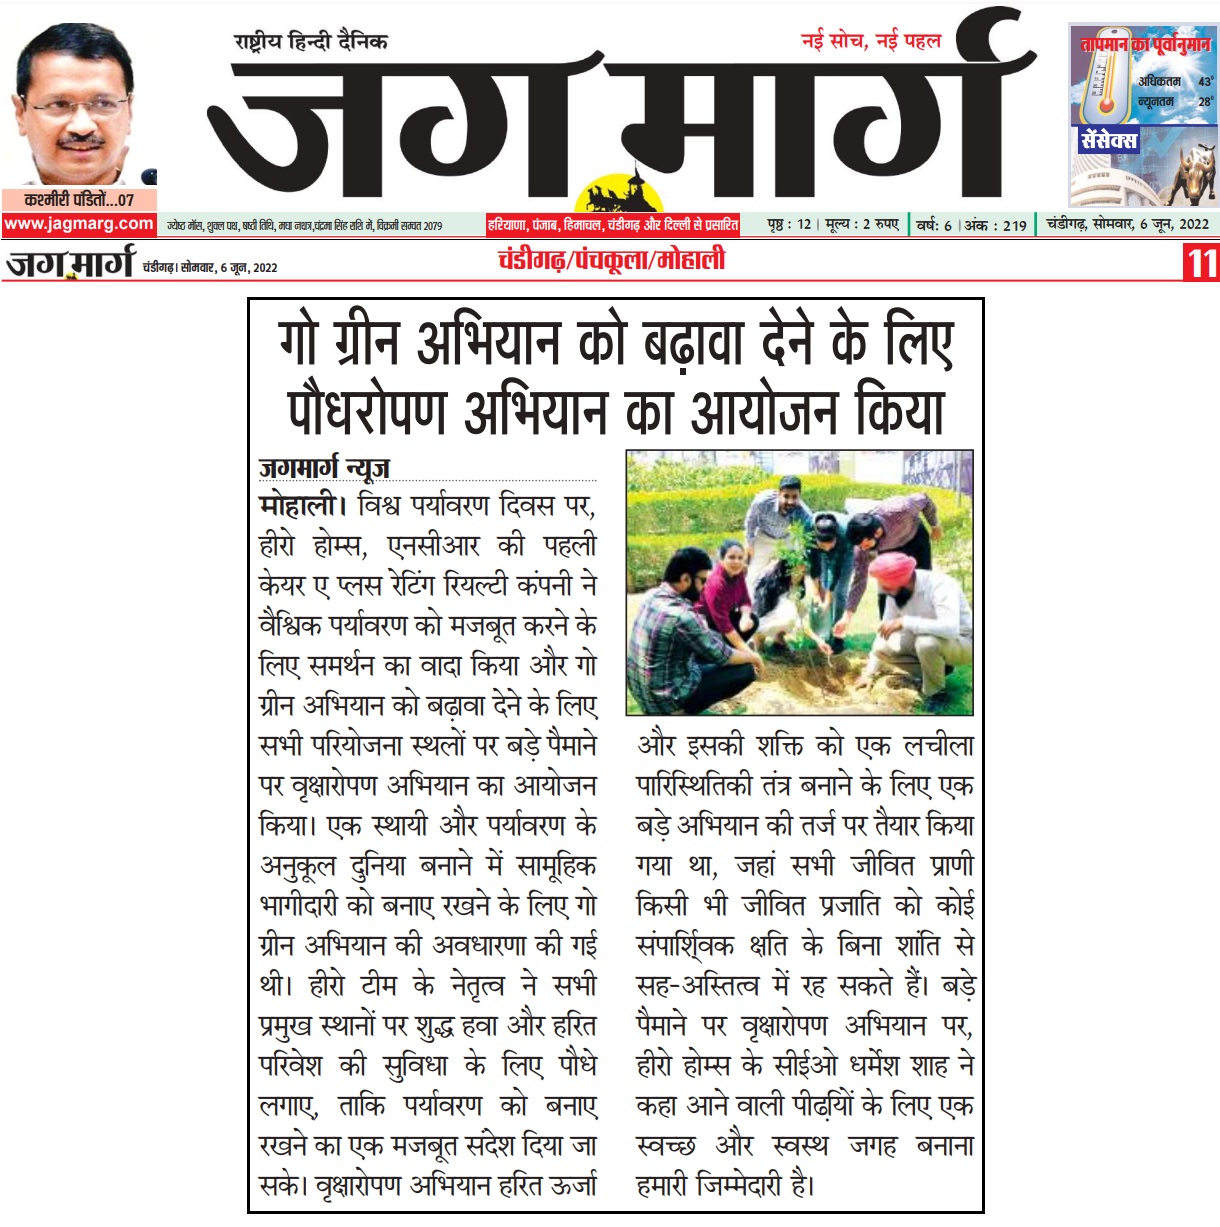 राष्ट्रीय हिन्दी दैनिक
नई सोच, नई पहल
जग मार्ग
तापमान का पूर्वानुमान
अधिकतम 43°
न्यूनतम 28°
सेंसेक्स
कश्मीरी पंडितों...07
www.jagmarg.com
ज्येष्ठ मॉस, शुक्ल पक्ष, षष्ठी तिथि, मघा नक्षत्र,चंद्रमा सिंह राशि में, विक्रमी सम्वत 2079
हरियाणा, पंजाब, हिमाचल, चंडीगढ़ और दिल्ली से प्रसारित
पृष्ठ : 12 | मूल्य : 2 रुपए
वर्ष: 6 | अंक : 219
चंडीगढ़, सोमवार, 6 जून, 2022
जग मार्ग
चंडीगढ़। सोमवार, 6 जून, 2022
चंडीगढ़/पंचकूला/मोहाली
11
गो ग्रीन अभियान को बढ़ावा देने के लिए
पौधरोपण अभियान का आयोजन किया
जगमार्ग न्यूज
मोहाली। विश्व पर्यावरण दिवस पर,
हीरो होम्स, एनसीआर की पहली
केयर ए प्लस रेटिंग रियल्टी कंपनी ने
वैश्विक पर्यावरण को मजबूत करने के
लिए समर्थन का वादा किया और गो
ग्रीन अभियान को बढ़ावा देने के लिए
सभी परियोजना स्थलों पर बड़े पैमाने
पर वृक्षारोपण अभियान का आयोजन
किया। एक स्थायी और पर्यावरण के
अनुकूल दुनिया बनाने में सामूहिक
भागीदारी को बनाए रखने के लिए गो
ग्रीन अभियान की अवधारणा की गई
थी। हीरो टीम के नेतृत्व ने सभी
प्रमुख स्थानों पर शुद्ध हवा और हरित
परिवेश की सुविधा के लिए पौधे
लगाए, ताकि पर्यावरण को बनाए
रखने का एक मजबूत संदेश दिया जा
सके। वृक्षारोपण अभियान हरित ऊर्जा
और इसकी शक्ति को एक लचीला
पारिस्थितिकी तंत्र बनाने के लिए एक
बड़े अभियान की तर्ज पर तैयार किया
गया था, जहां सभी जीवित प्राणी
किसी भी जीवित प्रजाति को कोई
संपार्श्विक क्षति के बिना शांति से
सह-अस्तित्व में रह सकते हैं। बड़े
पैमाने पर वृक्षारोपण अभियान पर,
हीरो होम्स के सीईओ धर्मेश शाह ने
कहा आने वाली पीढ़ियों के लिए एक
स्वच्छ और स्वस्थ जगह बनाना
हमारी जिम्मेदारी है।